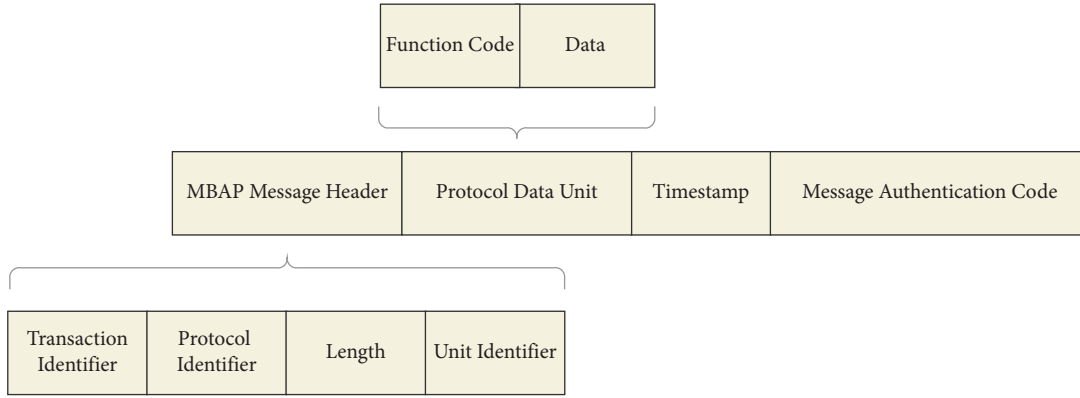 Function Code
Data
MBAP Message Header
Protocol Data Unit
Timestamp
Message Authentication Code
Transaction
Identifier
Protocol
Identifier
Length
Unit Identifier